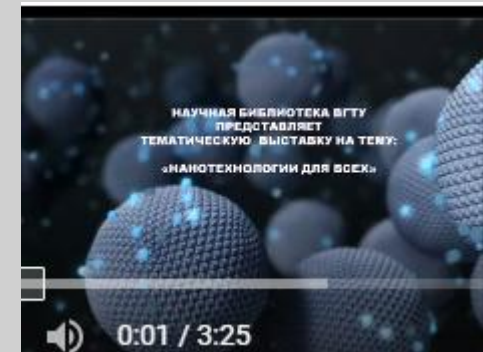 НАУЧНАЯ БИБЛИОТЕКА ВГТУ
ПРЕДСТАВЛЯЕТ
ТЕМАТИЧЕСКУЮ ВЫСТАВКУ НА ТЕМУ:
«НАНОТЕХНОЛОГИИ ДЛЯ ВСЕХ»
0:01 / 3:25